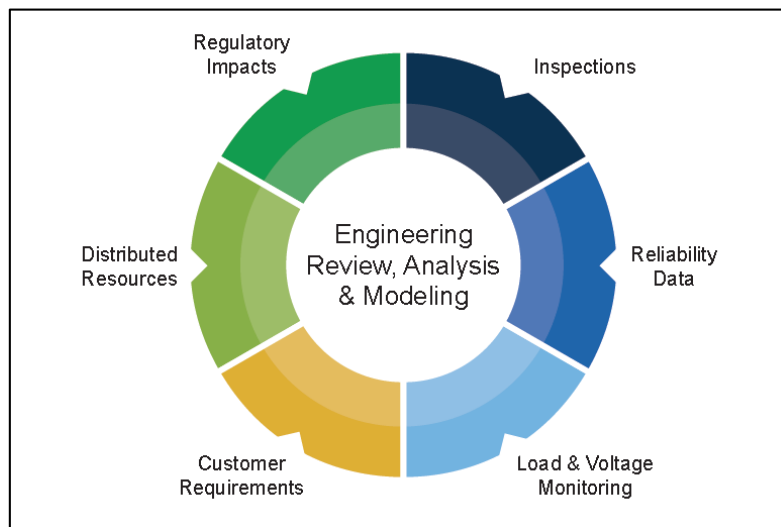 Regulatory
Impacts
Inspections
Distributed
Resources
Engineering
Review, Analysis
& Modeling
Reliability
Data
Customer
Requirements
Load & Voltage
Monitoring